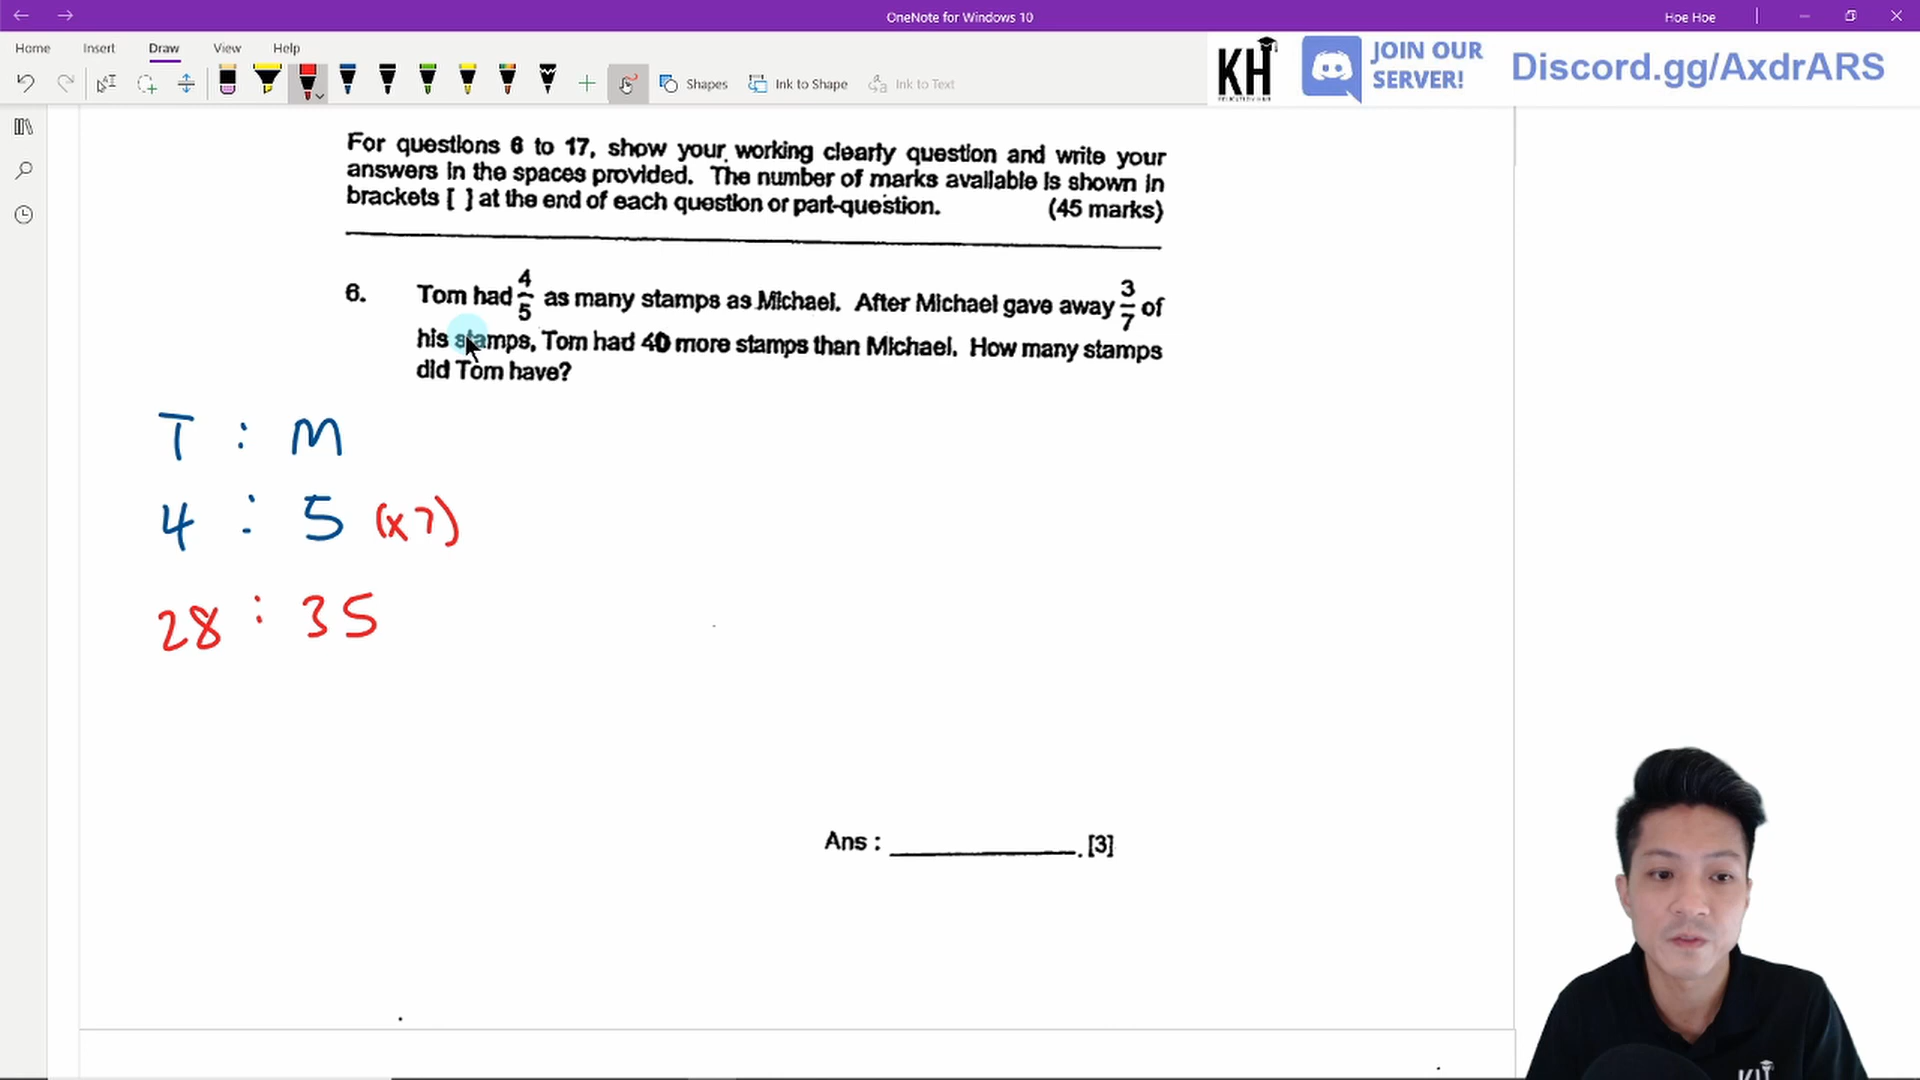 OneNote for Windows 10
Hoe Hoe
Home Insert Draw View Help
Shapes
Ink to Shape
Ink to Text
KH
JOIN OUR
SERVER!
Discord.gg/AxdrARS
For questions 6 to 17, show your working clearly question and write your
answers in the spaces provided. The number of marks available is shown in
brackets [ ] at the end of each question or part-question. (45 marks)
6. Tom had 4/5 as many stamps as Michael. After Michael gave away 3/7 of
his stamps, Tom had 40 more stamps than Michael. How many stamps
did Tom have?
T : M
4 : 5 (x7)
28 : 35
Ans : ____________. [3]
KH